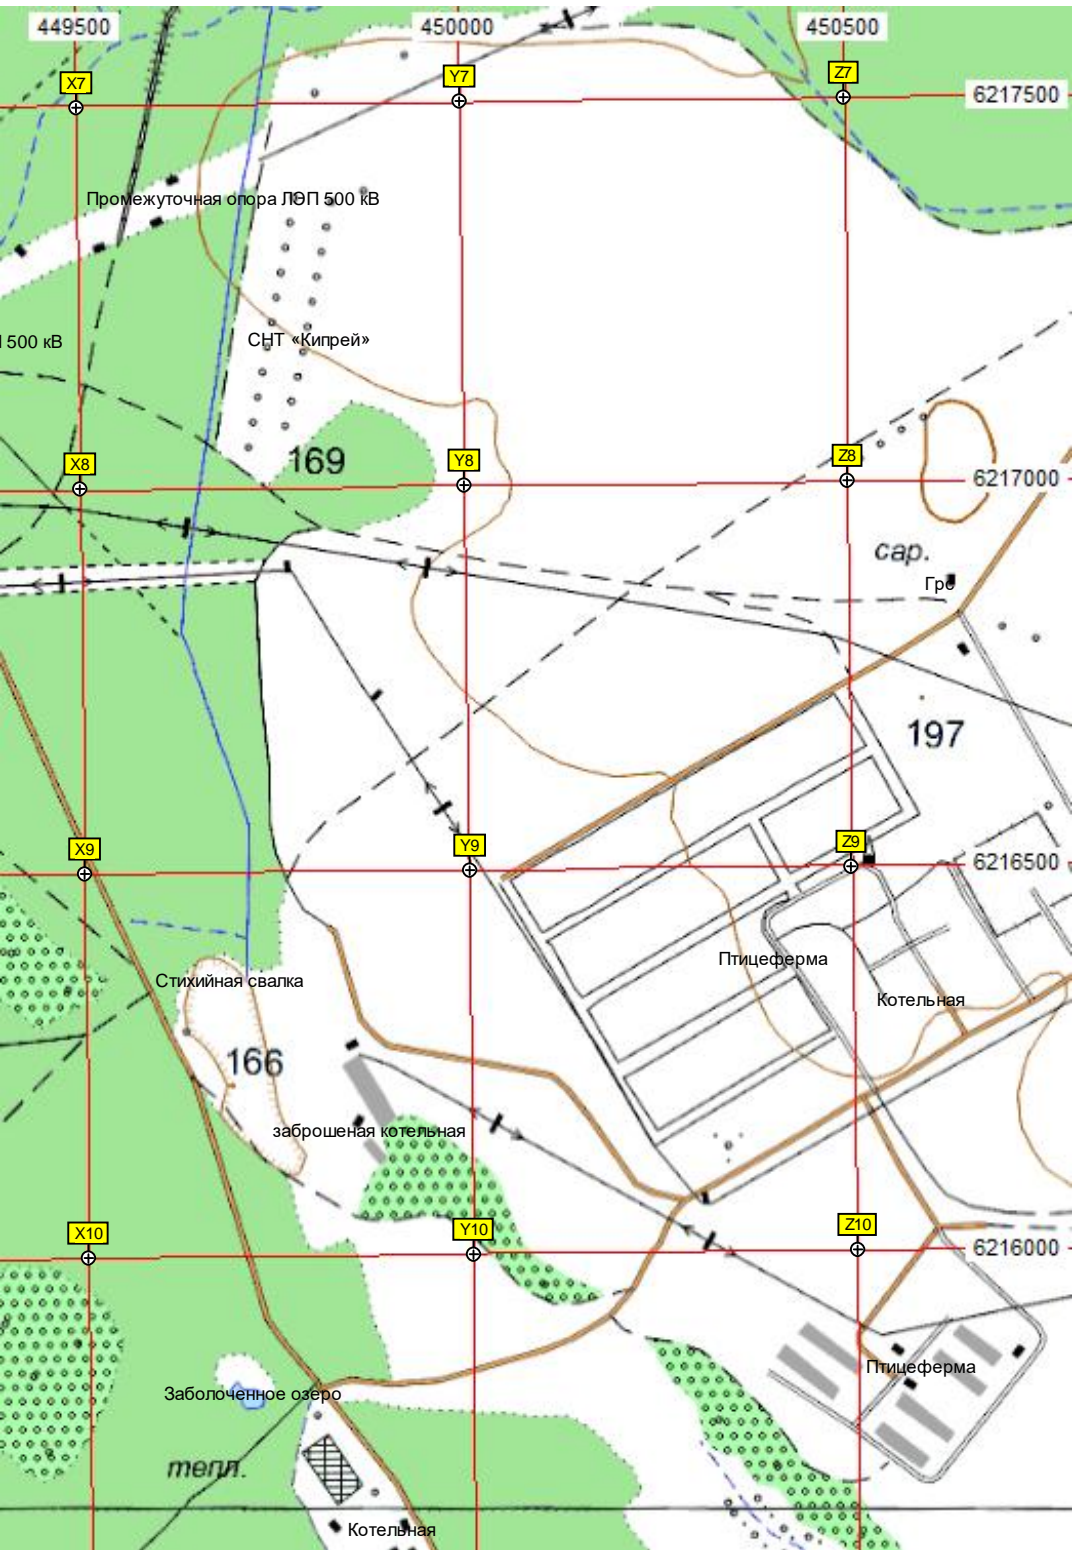 449500
450000
450500
X7
Y7
Z7
6217500
Промежуточная опора ЛЭП 500 кВ
500 кВ
СНТ «Кипрей»
169
X8
Y8
Z8
6217000
сар.
Грс
197
X9
Y9
Z9
6216500
Птицеферма
Стихийная свалка
Котельная
166
заброшеная котельная
X10
Y10
Z10
6216000
Птицеферма
Заболоченное озеро
тепл.
Котельная